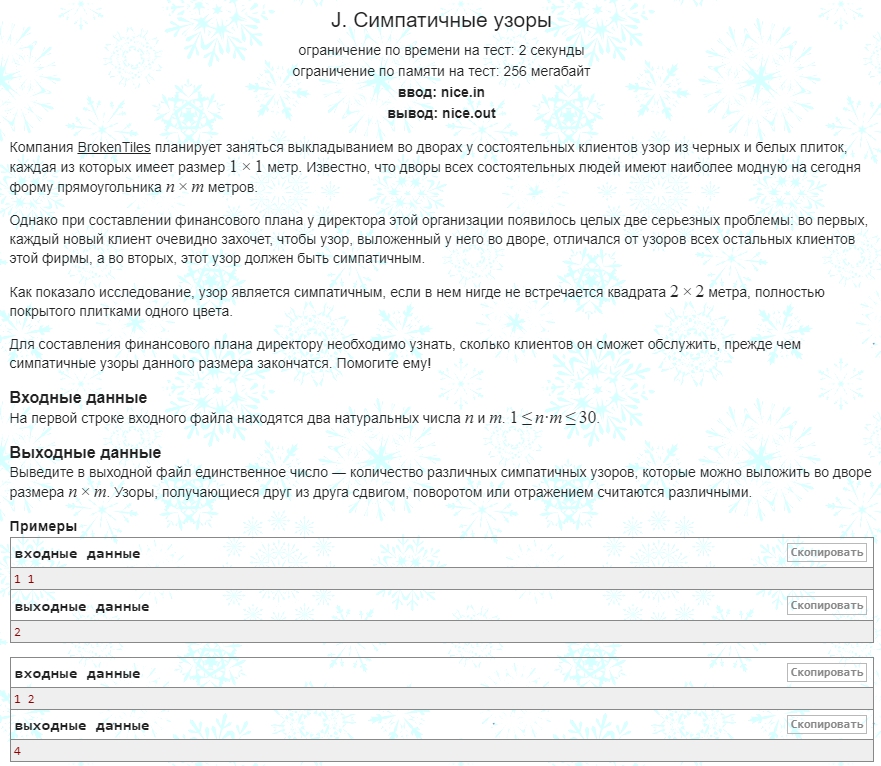 J. Симпатичные узоры
ограничение по времени на тест: 2 секунды
ограничение по памяти на тест: 256 мегабайт
ввод: nice.in
вывод: nice.out
Компания BrokenTiles планирует заняться выкладыванием во дворах у состоятельных клиентов узор из черных и белых плиток,
каждая из которых имеет размер 1 × 1 метр. Известно, что дворы всех состоятельных людей имеют наиболее модную на сегодня
форму прямоугольника n × m метров.
Однако при составлении финансового плана у директора этой организации появилось целых две серьезных проблемы: во первых,
каждый новый клиент очевидно захочет, чтобы узор, выложенный у него во дворе, отличался от узоров всех остальных клиентов
этой фирмы, а во вторых, этот узор должен быть симпатичным.
Как показало исследование, узор является симпатичным, если в нем нигде не встречается квадрата 2 × 2 метра, полностью
покрытого плитками одного цвета.
Для составления финансового плана директору необходимо узнать, сколько клиентов он сможет обслужить, прежде чем
симпатичные узоры данного размера закончатся. Помогите ему!
Входные данные
На первой строке входного файла находятся два натуральных числа n и m. 1 ≤ n·m ≤ 30.
Выходные данные
Выведите в выходной файл единственное число — количество различных симпатичных узоров, которые можно выложить во дворе
размера n × m. Узоры, получающиеся друг из друга сдвигом, поворотом или отражением считаются различными.
Примеры
входные данные Скопировать
1 1
выходные данные Скопировать
2
входные данные Скопировать
1 2
выходные данные Скопировать
4